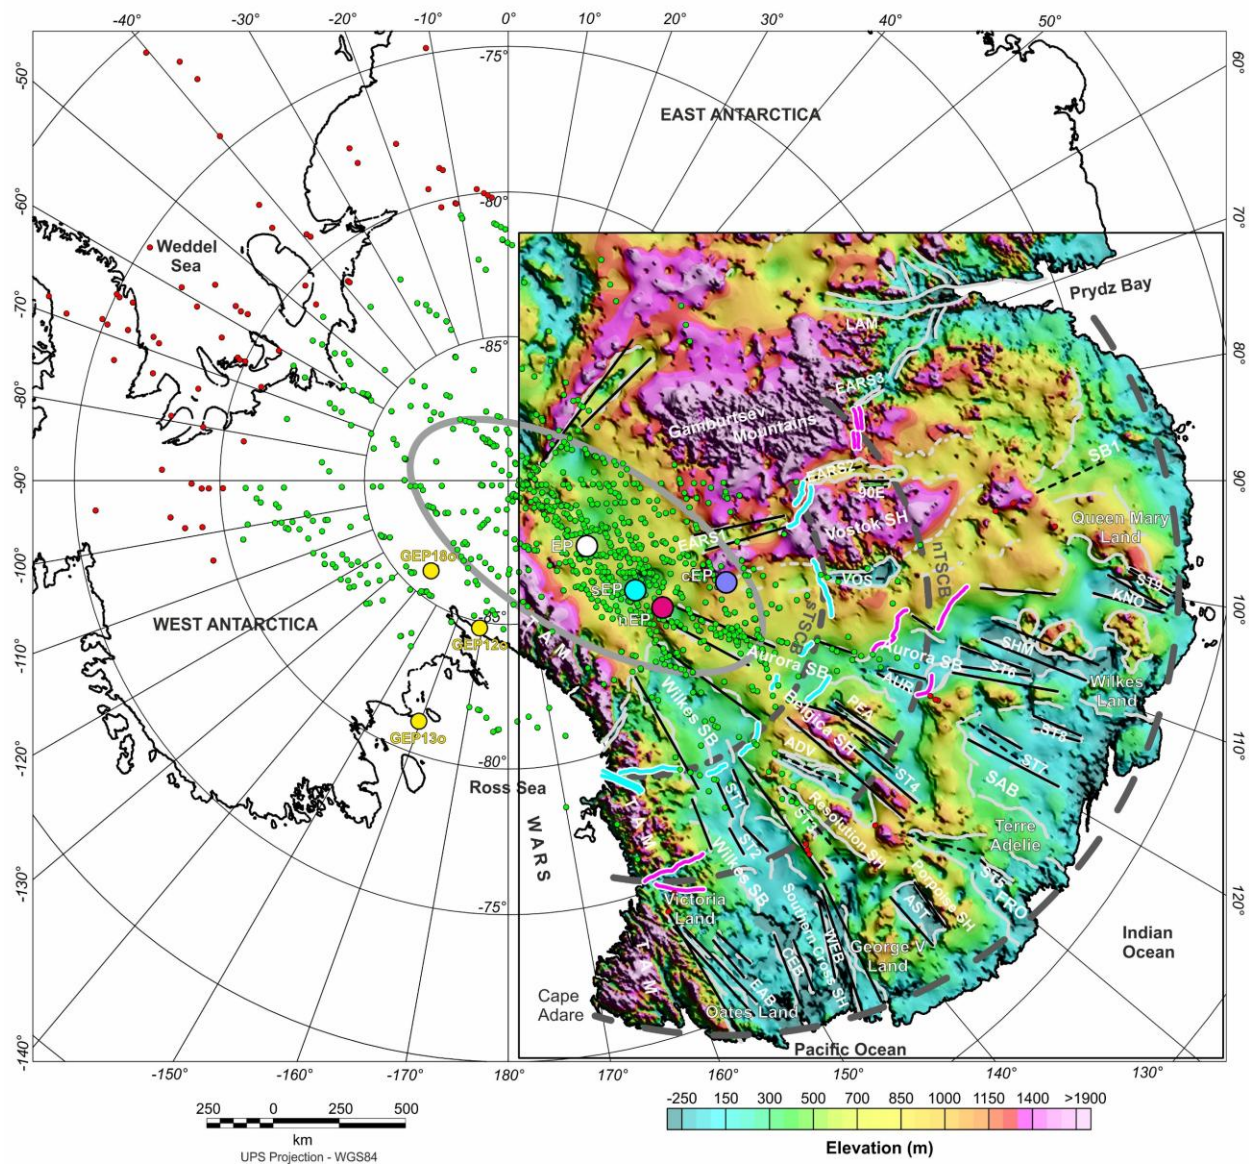 -40° -30° -20° -10° 0° 10° 20° 30° 40° 50°
-50°
60°
-75°
EAST ANTARCTICA
-60°
70°
-80°
Weddel
Sea
Prydz Bay
LAM
-70°
80°
-85°
EARS3
Gamburtsev
Mountains
-80°
SB1
-90°
90°
EARS2
90E
Queen Mary
Land
Vostok SH
EARS1
EP
nTSCB
-100°
GEP18o
cEP
VOS
ST9
KNO
sEP
100°
nEP
sTSCB
WEST ANTARCTICA
-85°
GEP12o
T A M
Aurora SB
Aurora SB
SHM
ST6
-110°
AUR
Wilkes
Land
Wilkes SB
Belgica SH
PEA
GEP13o
ST8
110°
-120°
ADV
ST7
-80°
Ross Sea
ST4
SAB
ST1
T A M
Resolution SH
ST3
WARS
Terre
Adelie
ST2
Wilkes SB
-130°
ST5
Porpoise SH
FRO
120°
-75°
Victoria
Land
Southern Cross SH
AST
WEB
George V
Land
Indian
Ocean
T A M
CEB
EAB
Cape
Adare
Oates Land
-140°
Pacific Ocean
-150° -160° -170° 180° 170° 160° 150° 140° 130°
250 0 250 500
km
UPS Projection - WGS84
-250 150 300 500 700 850 1000 1150 1400 >1900
Elevation (m)